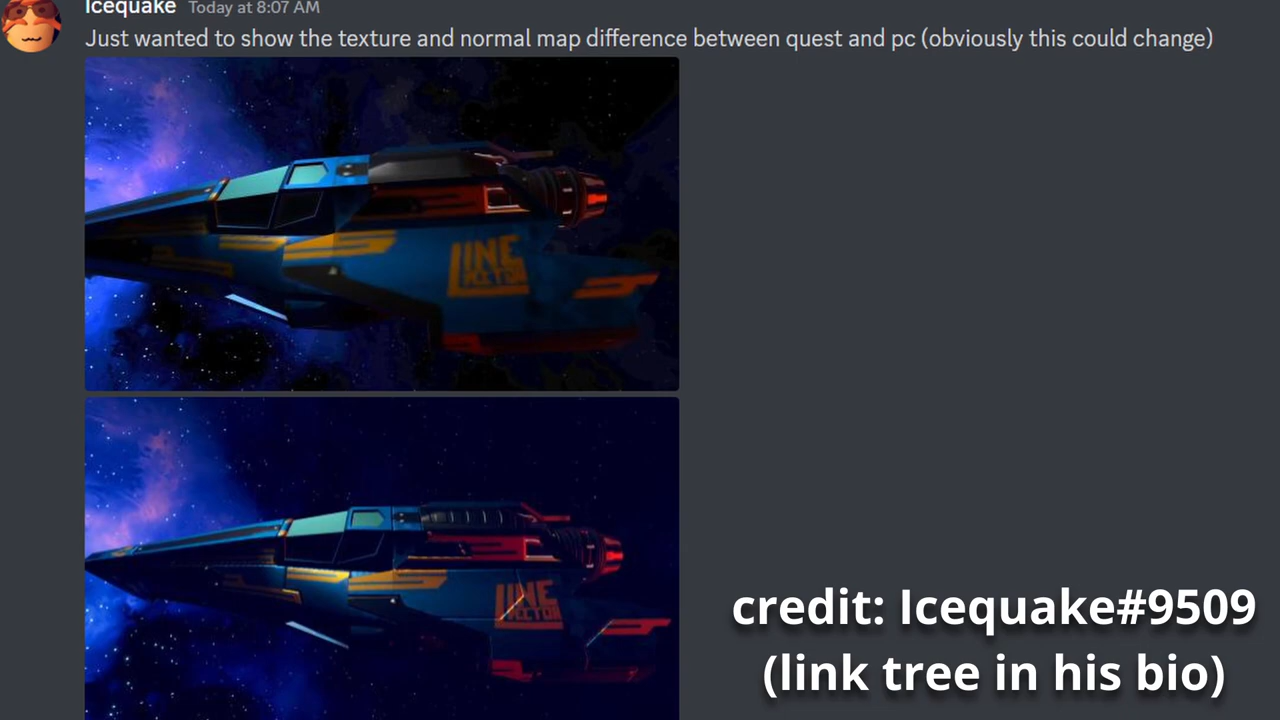 Icequake Today at 8:07 AM
Just wanted to show the texture and normal map difference between quest and pc (obviously this could change)
LINE
VECTOR
LINE
VECTOR
credit: Icequake#9509
(link tree in his bio)